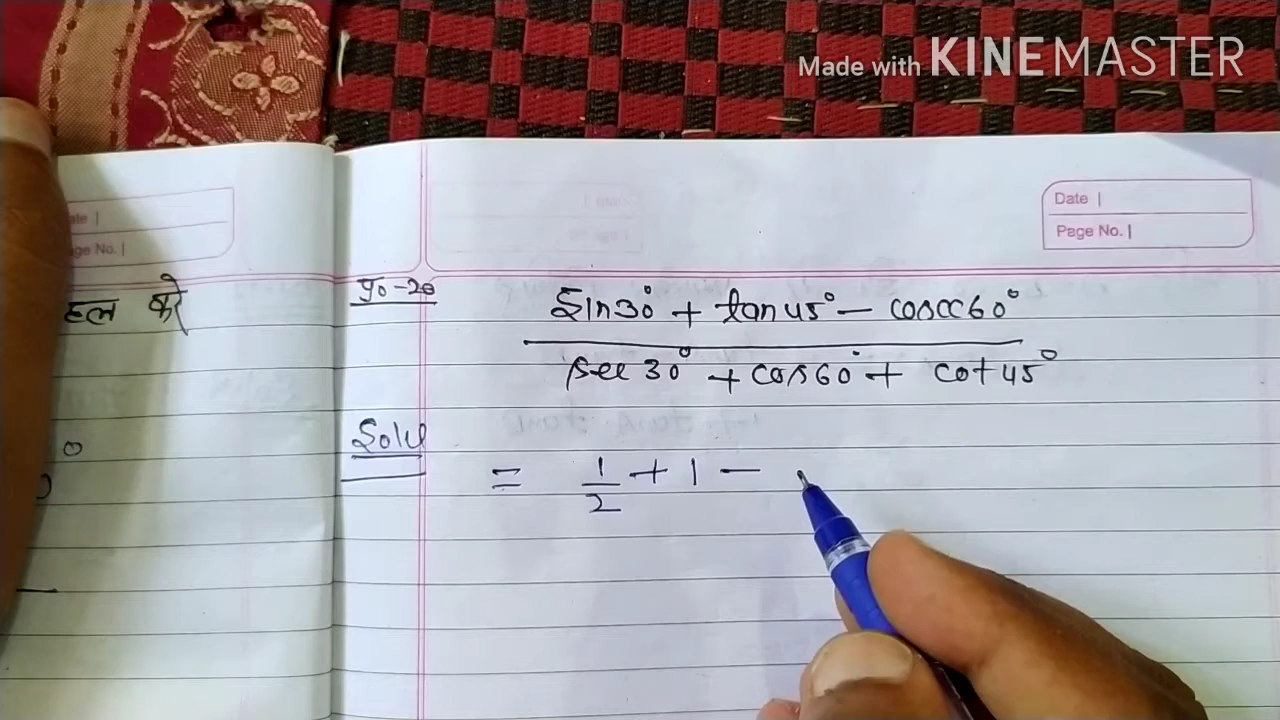 Made with KINEMASTER
Date |
Page No. |
हल करे
प्र०-20
sin30° + tan45° - cosec60°
sec30° + cos60° + cot45°
Solu
= 1/2 + 1 -